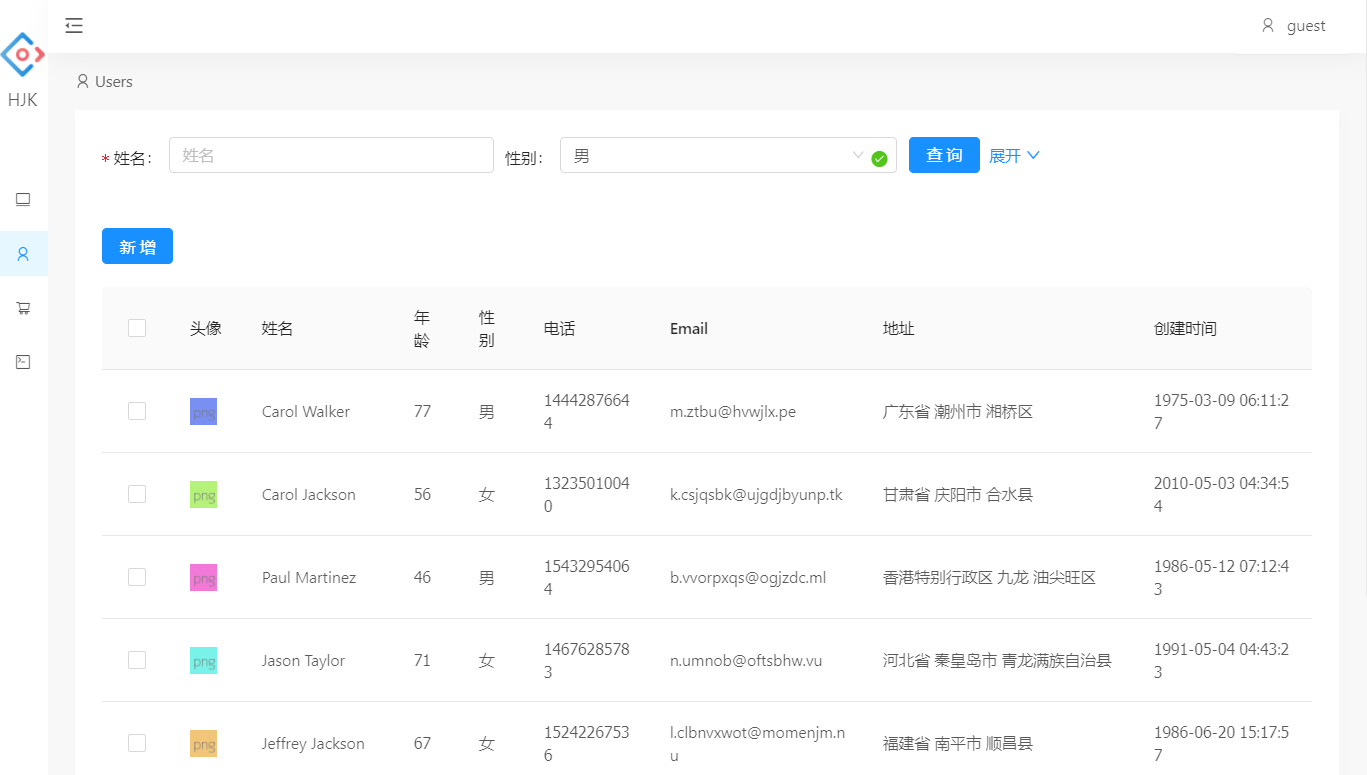 guest
HJK
Users
* 姓名: 姓名 性别: 男 查 询 展开
新 增
头像 姓名 年龄 性别 电话 Email 地址 创建时间
png Carol Walker 77 男 14442876644 m.ztbu@hvwjlx.pe 广东省 潮州市 湘桥区 1975-03-09 06:11:27
png Carol Jackson 56 女 13235010040 k.csjqsbk@ujgdjbyunp.tk 甘肃省 庆阳市 合水县 2010-05-03 04:34:54
png Paul Martinez 46 男 15432954064 b.vvorpxqs@ogjzdc.ml 香港特别行政区 九龙 油尖旺区 1986-05-12 07:12:43
png Jason Taylor 71 女 14676285783 n.umnob@oftsbhw.vu 河北省 秦皇岛市 青龙满族自治县 1991-05-04 04:43:23
png Jeffrey Jackson 67 女 15242267536 l.clbnvxwot@momenjm.nu 福建省 南平市 顺昌县 1986-06-20 15:17:57